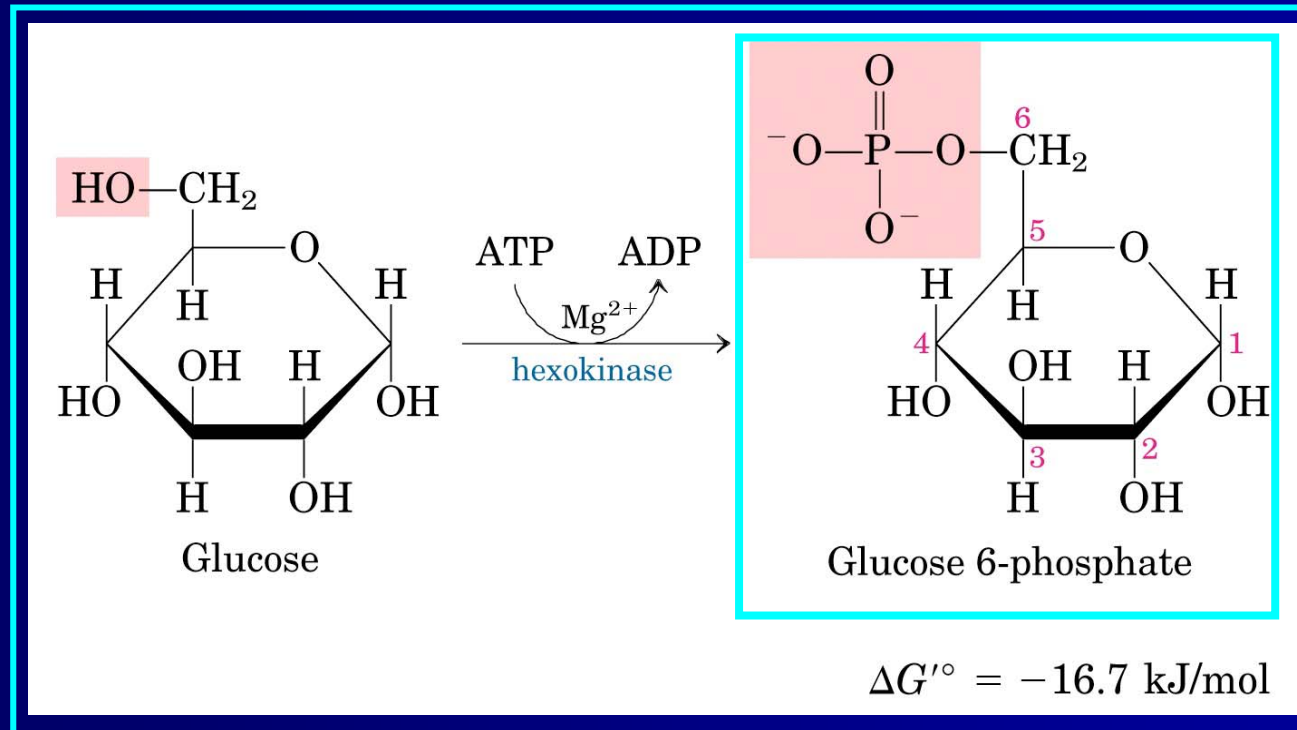 HO—CH₂
O
H
H
H
OH
H
HO
OH
H
OH
Glucose
ATP
ADP
Mg²⁺
hexokinase
O
⁻O—P—O—CH₂
O⁻
6
5
O
H
H
H
4
OH
H
1
HO
OH
3
2
H
OH
Glucose 6-phosphate
ΔG′° = −16.7 kJ/mol